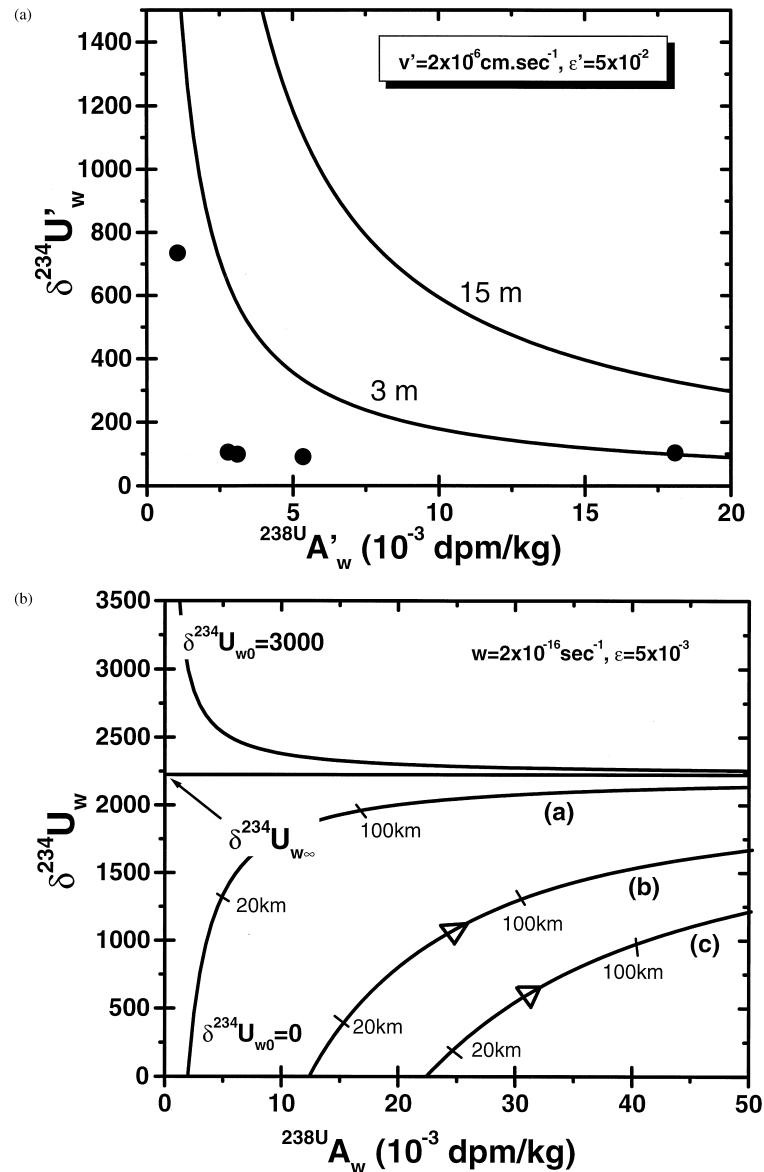 (a)
1400
1200
1000
800
600
400
200
0
δ²³⁴U'w
v'=2x10⁻⁶cm.sec⁻¹, ε'=5x10⁻²
15 m
3 m
0 5 10 15 20
²³⁸ᵁA'w (10⁻³ dpm/kg)
(b)
3500
3000
2500
2000
1500
1000
500
0
δ²³⁴Uw
δ²³⁴Uw0=3000
w=2x10⁻¹⁶sec⁻¹, ε=5x10⁻³
δ²³⁴Uw∞
100km
(a)
20km
(b)
100km
(c)
100km
δ²³⁴Uw0=0
20km
20km
0 10 20 30 40 50
²³⁸ᵁAw (10⁻³ dpm/kg)